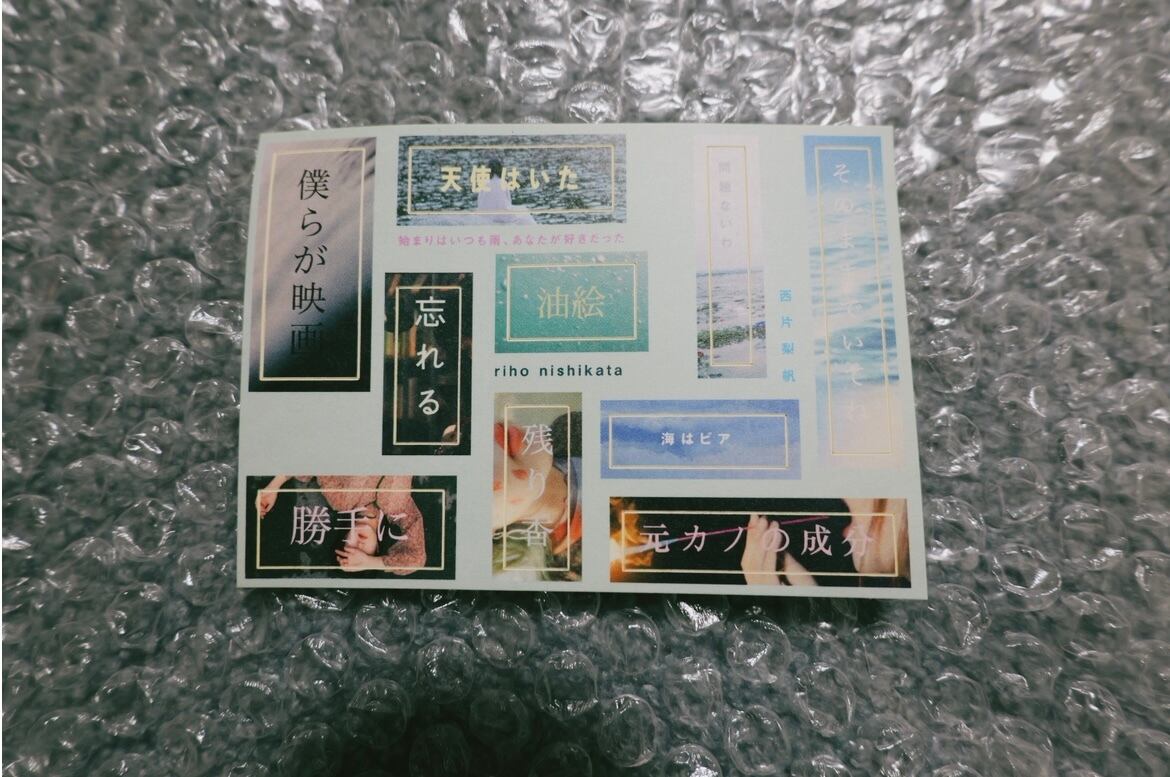 僕らが映画
天使はいた
始まりはいつも雨、あなたが好きだった
忘れる
油絵
riho nishikata
問題ないわ
西片梨帆
そのままでいてね
残り香
海はピア
勝手に
元カノの成分